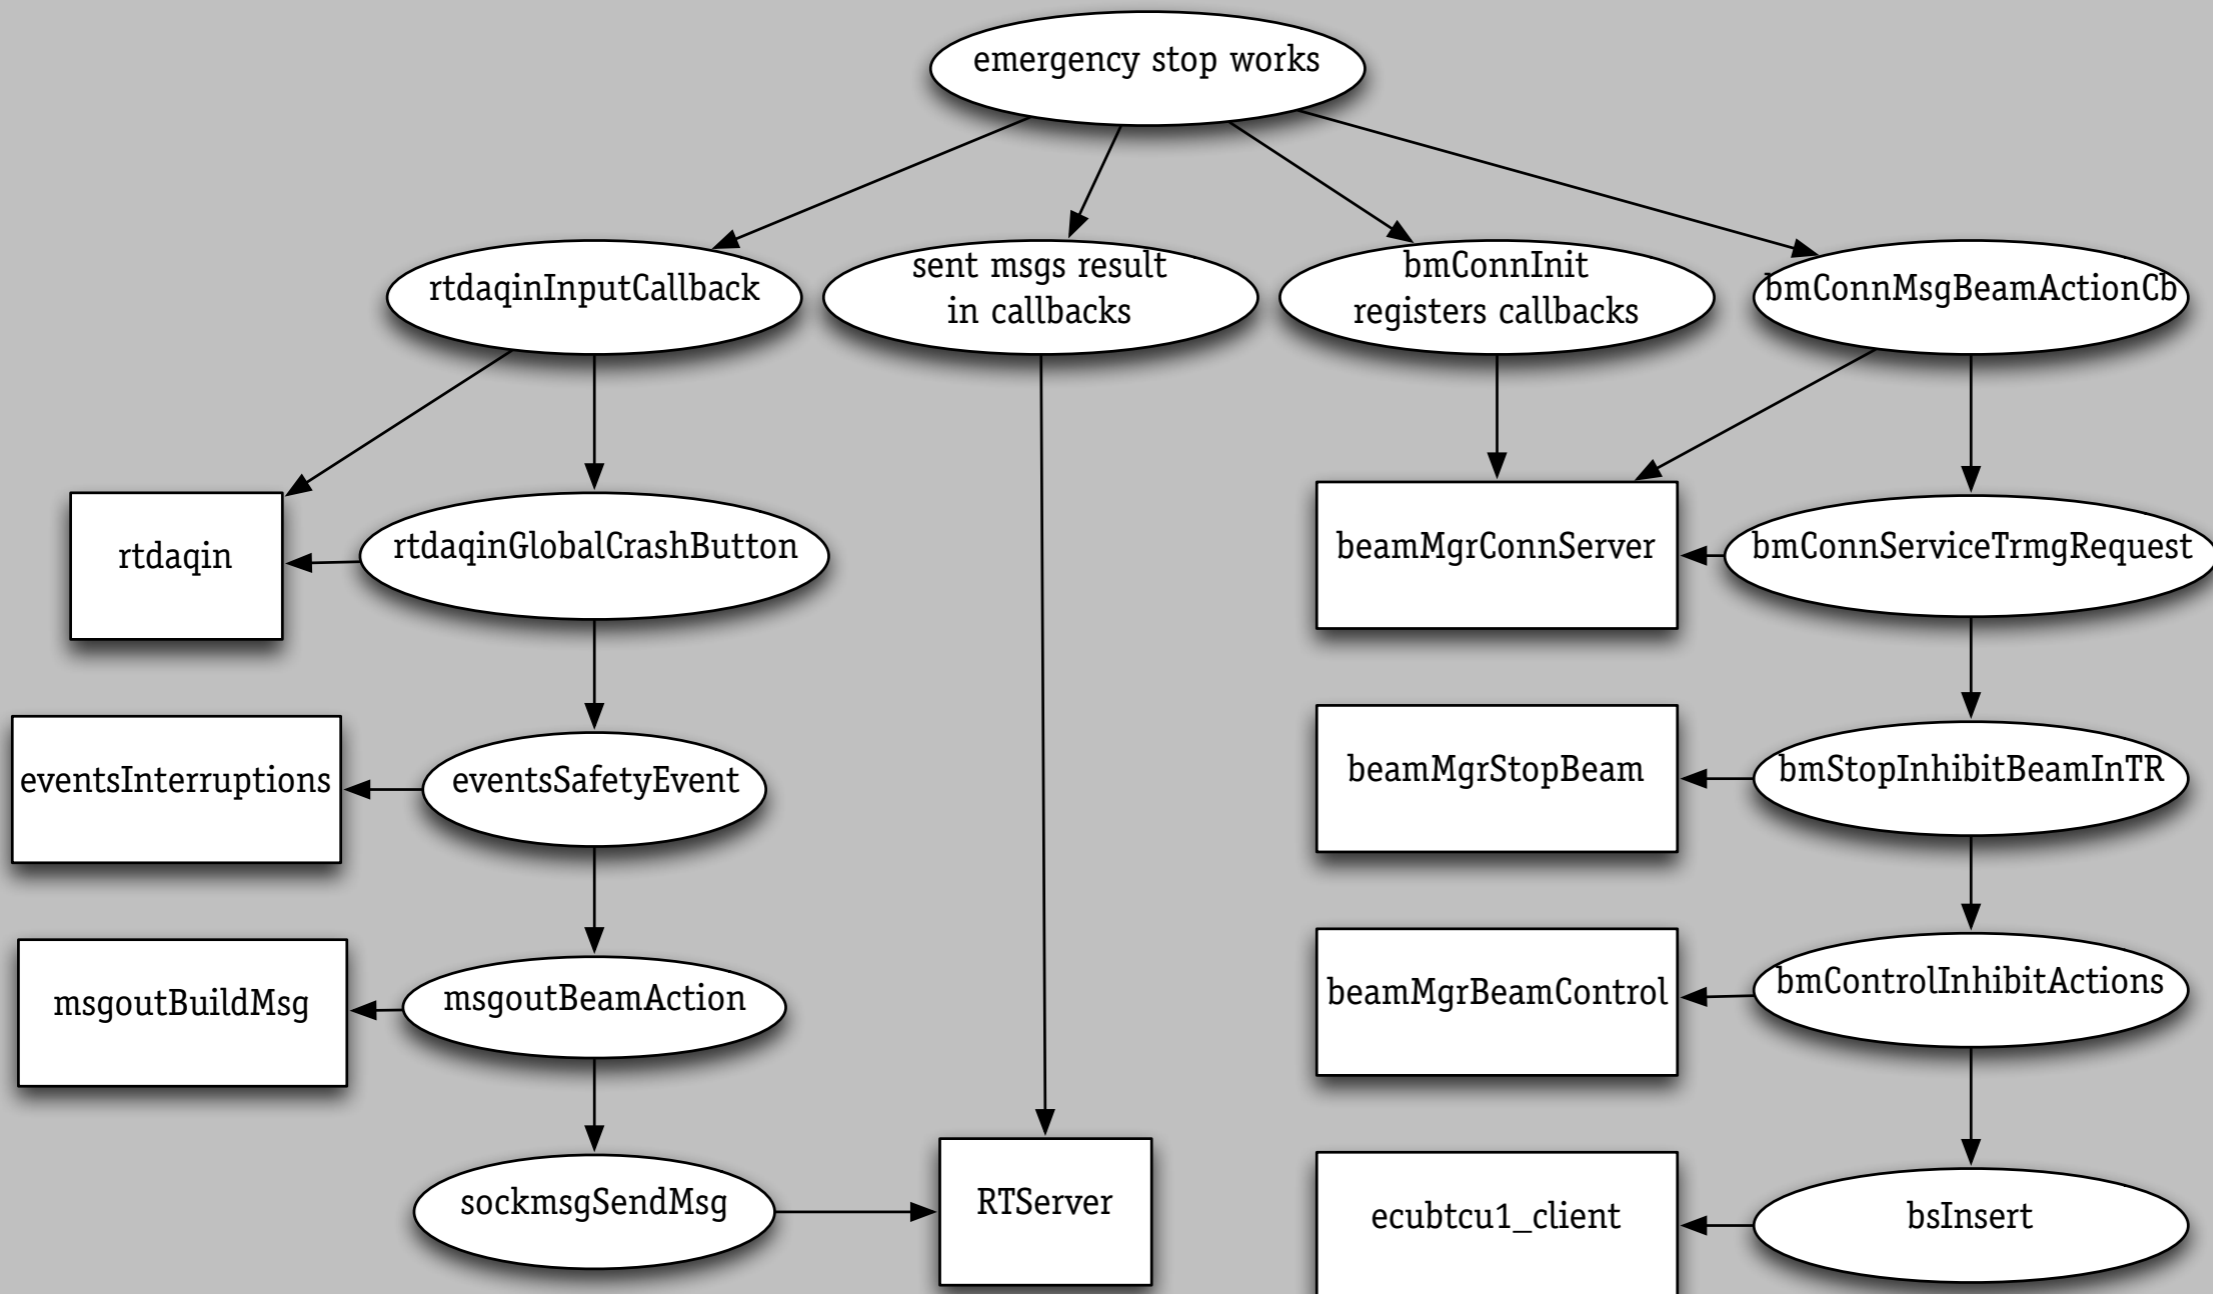 emergency stop works
rtdaqinInputCallback
sent msgs result
in callbacks
bmConnInit
registers callbacks
bmConnMsgBeamActionCb
rtdaqin
rtdaqinGlobalCrashButton
beamMgrConnServer
bmConnServiceTrmgRequest
eventsInterruptions
eventsSafetyEvent
beamMgrStopBeam
bmStopInhibitBeamInTR
msgoutBuildMsg
msgoutBeamAction
beamMgrBeamControl
bmControlInhibitActions
sockmsgSendMsg
RTServer
ecubtcu1_client
bsInsert